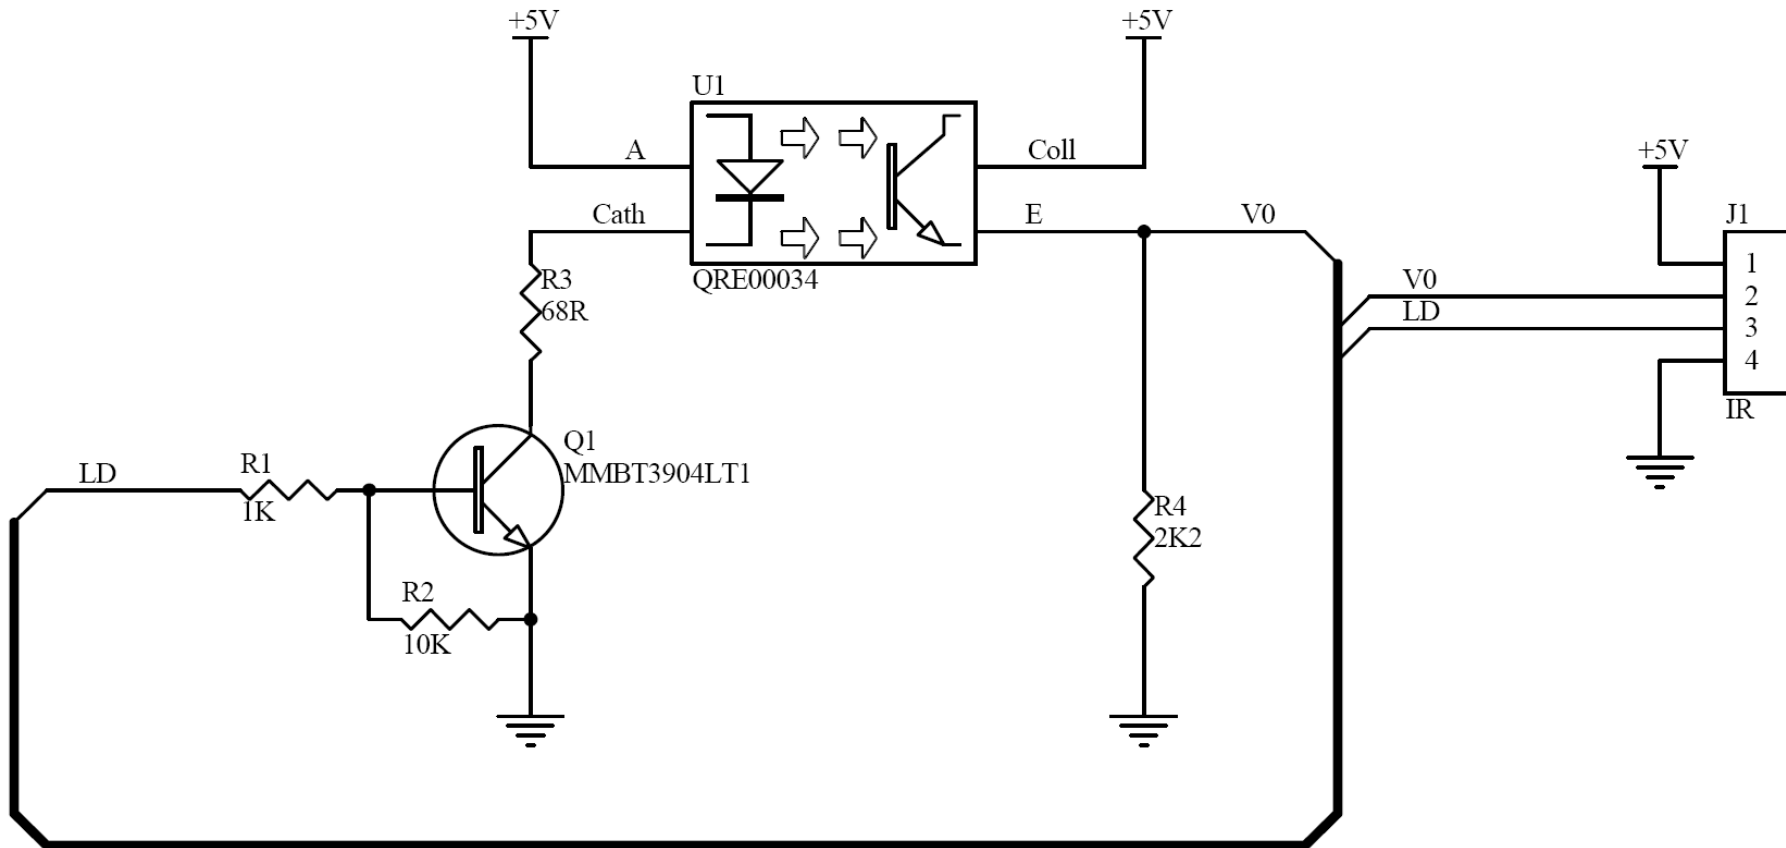 +5V
+5V
U1
A
Coll
+5V
Cath
E
V0
J1
QRE00034
R3
68R
V0
LD
1
2
3
4
IR
Q1
MMBT3904LT1
LD
R1
1K
R4
2K2
R2
10K